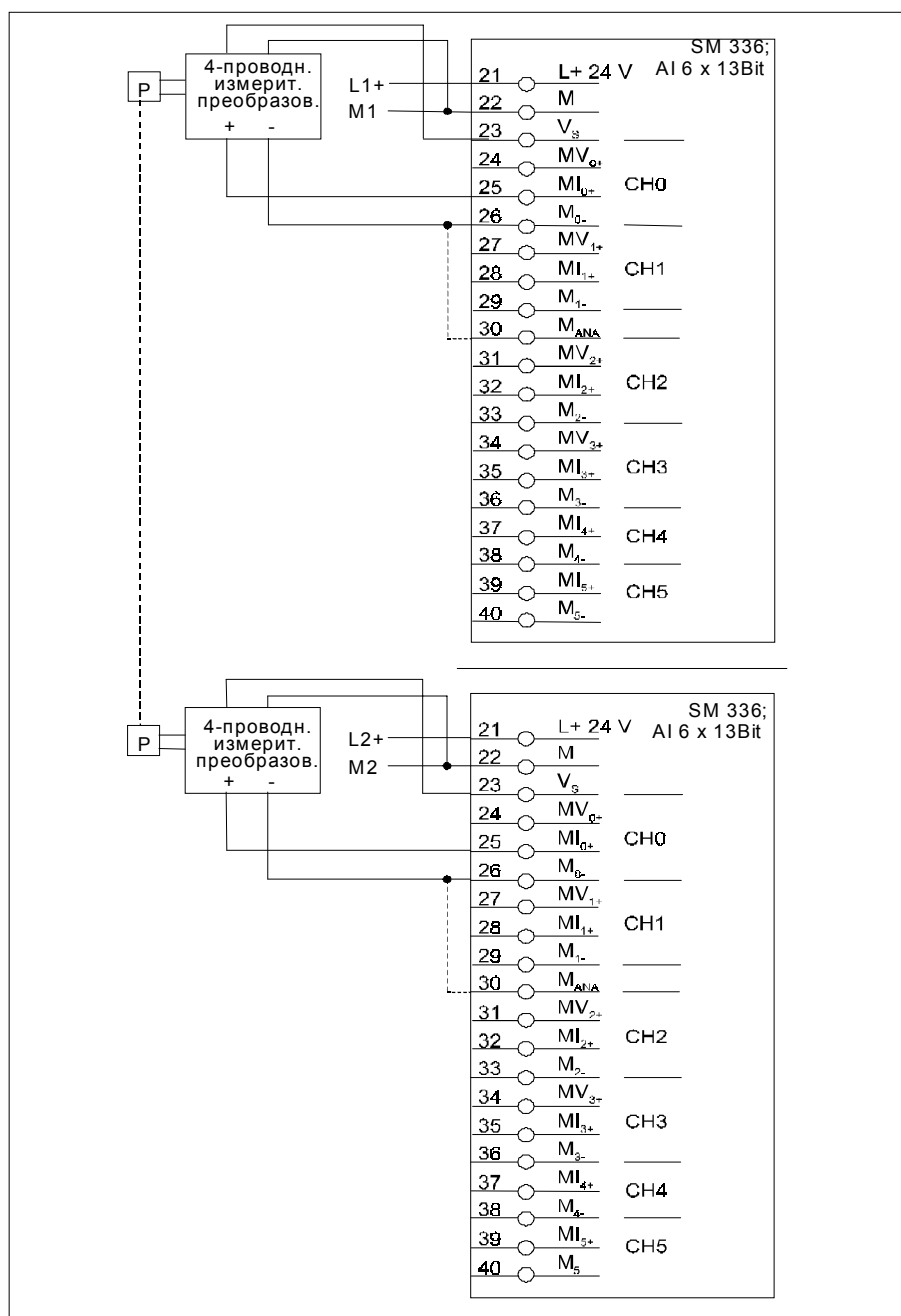 SM 336;
AI 6 x 13Bit
4-проводн.
измерит.
преобразов.
+ -
P
L1+
M1
21 L+ 24 V
22 M
23 Vs
24 MV0+
25 MI0+ CH0
26 M0-
27 MV1+
28 MI1+ CH1
29 M1-
30 MANA
31 MV2+
32 MI2+ CH2
33 M2-
34 MV3+
35 MI3+ CH3
36 M3-
37 MI4+ CH4
38 M4-
39 MI5+ CH5
40 M5-
SM 336;
AI 6 x 13Bit
4-проводн.
измерит.
преобразов.
+ -
P
L2+
M2
21 L+ 24 V
22 M
23 Vs
24 MV0+
25 MI0+ CH0
26 M0-
27 MV1+
28 MI1+ CH1
29 M1-
30 MANA
31 MV2+
32 MI2+ CH2
33 M2-
34 MV3+
35 MI3+ CH3
36 M3-
37 MI4+ CH4
38 M4-
39 MI5+ CH5
40 M5